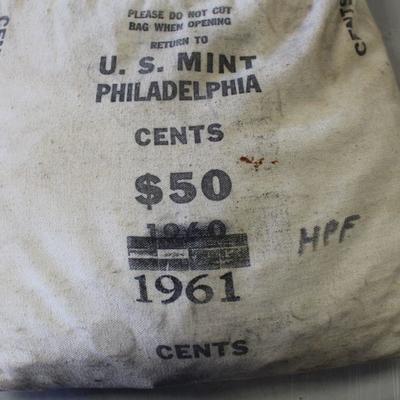 PLEASE DO NOT CUT
BAG WHEN OPENING
RETURN TO
U. S. MINT
PHILADELPHIA
CENTS
$50
1960
1961
CENTS
HPF
CENTS